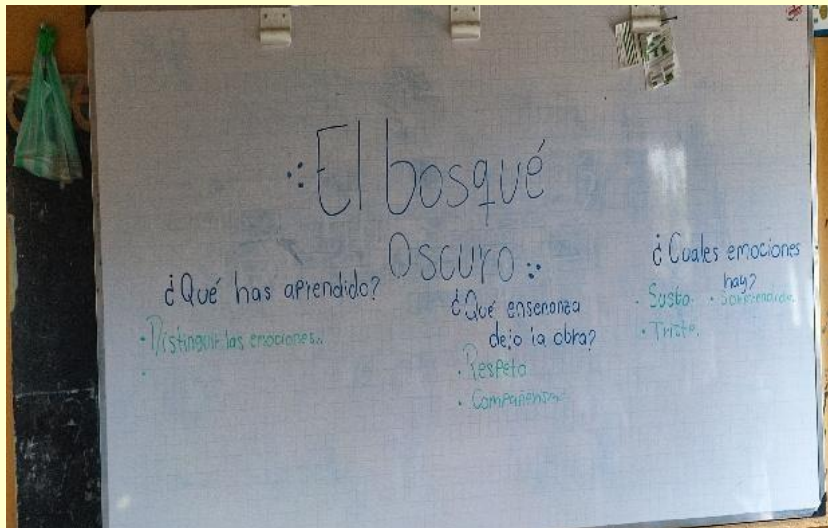 El bosqué
Oscuro
¿Qué has aprendido?
• Distinguir las emociones.
¿Qué enseñanza
dejo la obra?
• Respeto
¿Cuales emociones
hay?
• Susto • Sorprendido.
• Triste.